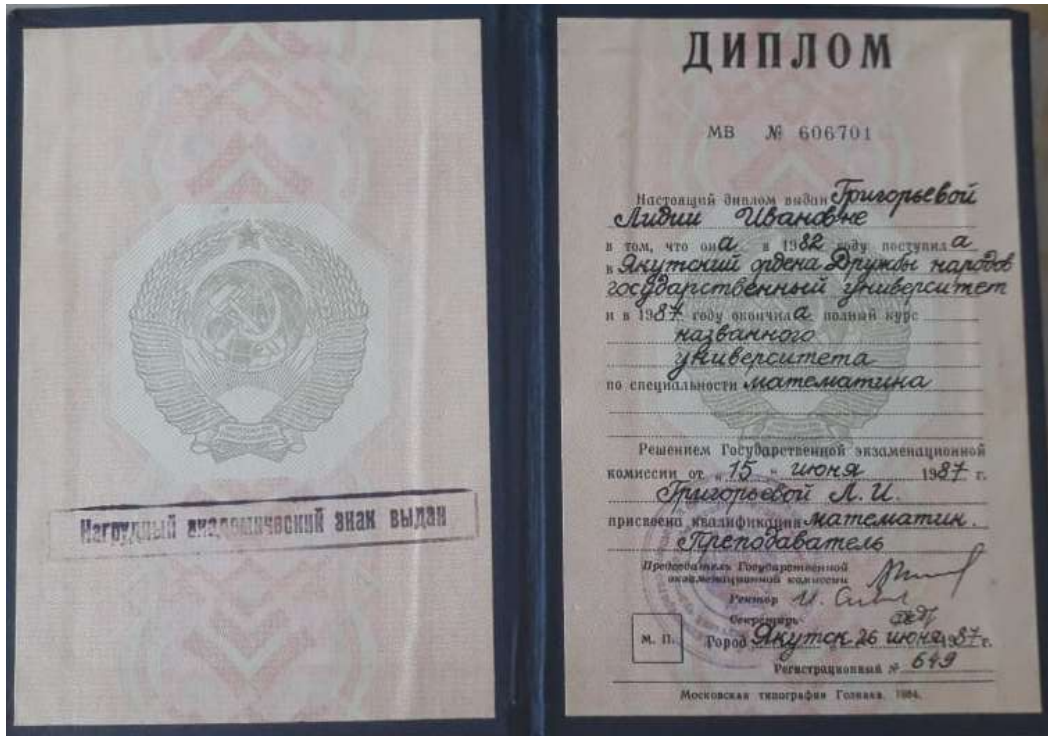 Нагрудный академический знак выдан
ДИПЛОМ
МВ № 606701
Настоящий диплом выдан Григорьевой
Лидии Ивановне
в том, что она в 1982 году поступила
в Якутский ордена Дружбы народов
государственный университет
и в 1987 году окончила полный курс
названного
университета
по специальности математика
Решением Государственной экзаменационной
комиссии от „15“ июня 1987 г.
Григорьевой Л. И.
присвоена квалификация математик.
Преподаватель
Председатель Государственной
экзаменационной комиссии
Ректор
Секретарь
М. П. Город Якутск 26 июня 1987 г.
Регистрационный № 649
Московская типография Гознака. 1984.